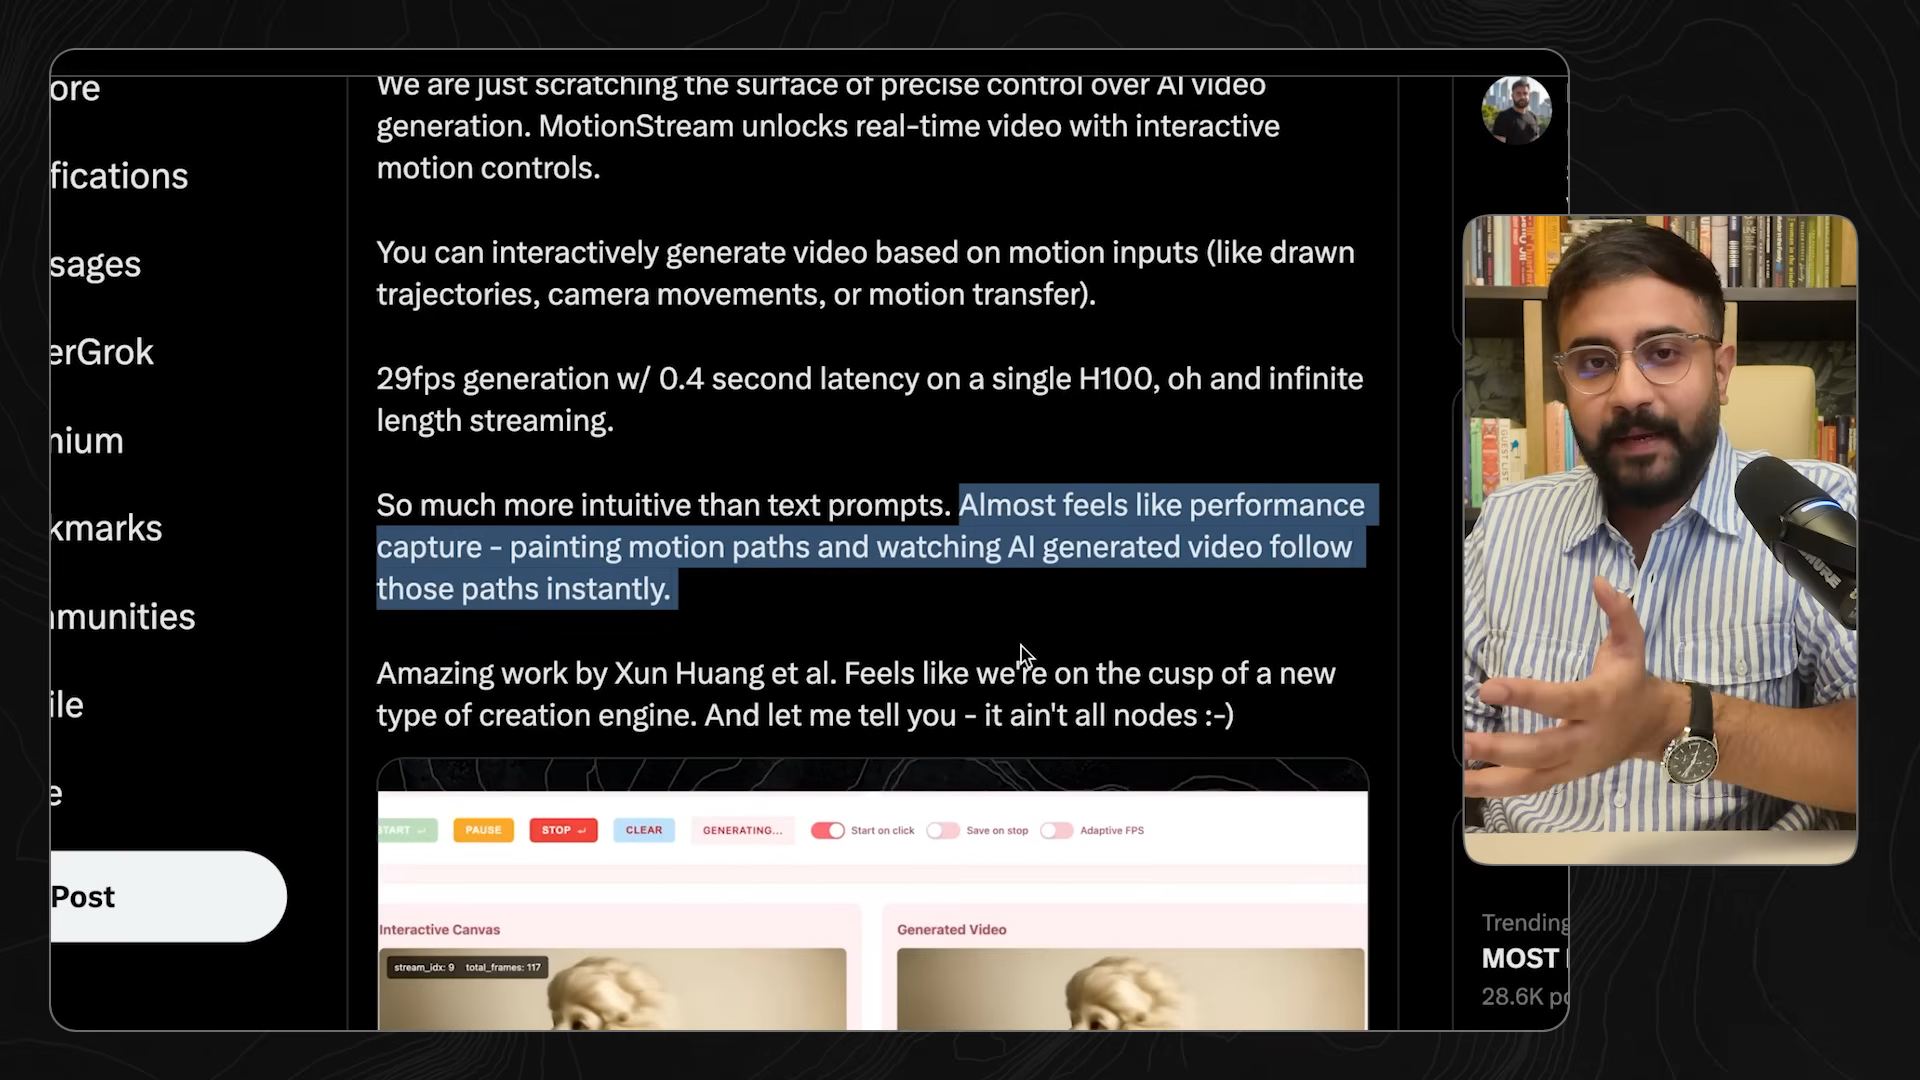 ore
fications
sages
erGrok
nium
kmarks
mmunities
ile
e
Post
We are just scratching the surface of precise control over AI video
generation. MotionStream unlocks real-time video with interactive
motion controls.
You can interactively generate video based on motion inputs (like drawn
trajectories, camera movements, or motion transfer).
29fps generation w/ 0.4 second latency on a single H100, oh and infinite
length streaming.
So much more intuitive than text prompts. Almost feels like performance
capture - painting motion paths and watching AI generated video follow
those paths instantly.
Amazing work by Xun Huang et al. Feels like we're on the cusp of a new
type of creation engine. And let me tell you - it ain't all nodes :-)
START PAUSE STOP CLEAR GENERATING... Start on click Save on stop Adaptive FPS
Interactive Canvas
stream_idx: 9 total_frames: 117
Generated Video
Trending
MOST
28.6K po
SHURE
GUEST LIST